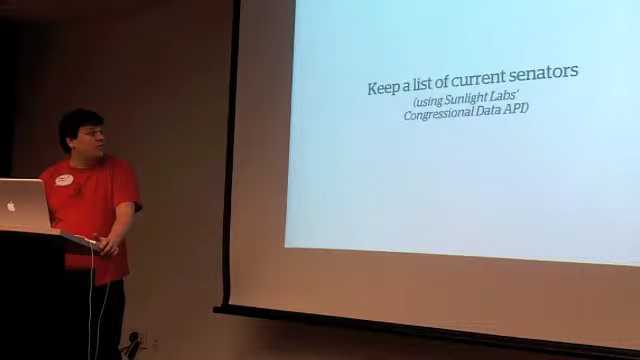 Keep a list of current senators
(using Sunlight Labs'
Congressional Data API)